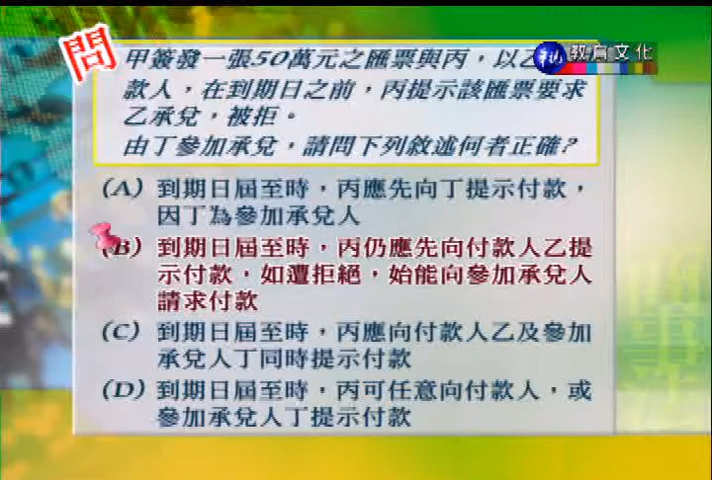 問
甲簽發一張50萬元之匯票與丙，以乙
教育文化
款人，在到期日之前，丙提示該匯票要求
乙承兌，被拒。
由丁參加承兌，請問下列敘述何者正確？
（A）到期日屆至時，丙應先向丁提示付款，
因丁為參加承兌人
（B）到期日屆至時，丙仍應先向付款人乙提
示付款，如遭拒絕，始能向參加承兌人
請求付款
（C）到期日屆至時，丙應向付款人乙及參加
承兌人丁同時提示付款
（D）到期日屆至時，丙可任意向付款人，或
參加承兌人丁提示付款